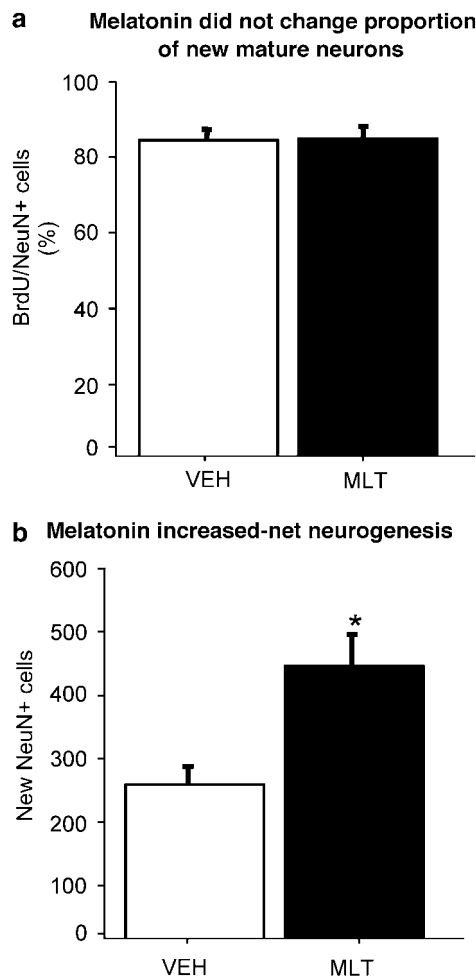 a Melatonin did not change proportion
of new mature neurons
BrdU/NeuN+ cells
(%)
100
80
60
40
20
0
VEH MLT
b Melatonin increased-net neurogenesis
New NeuN+ cells
600
500
400
300
200
100
0
*
VEH MLT